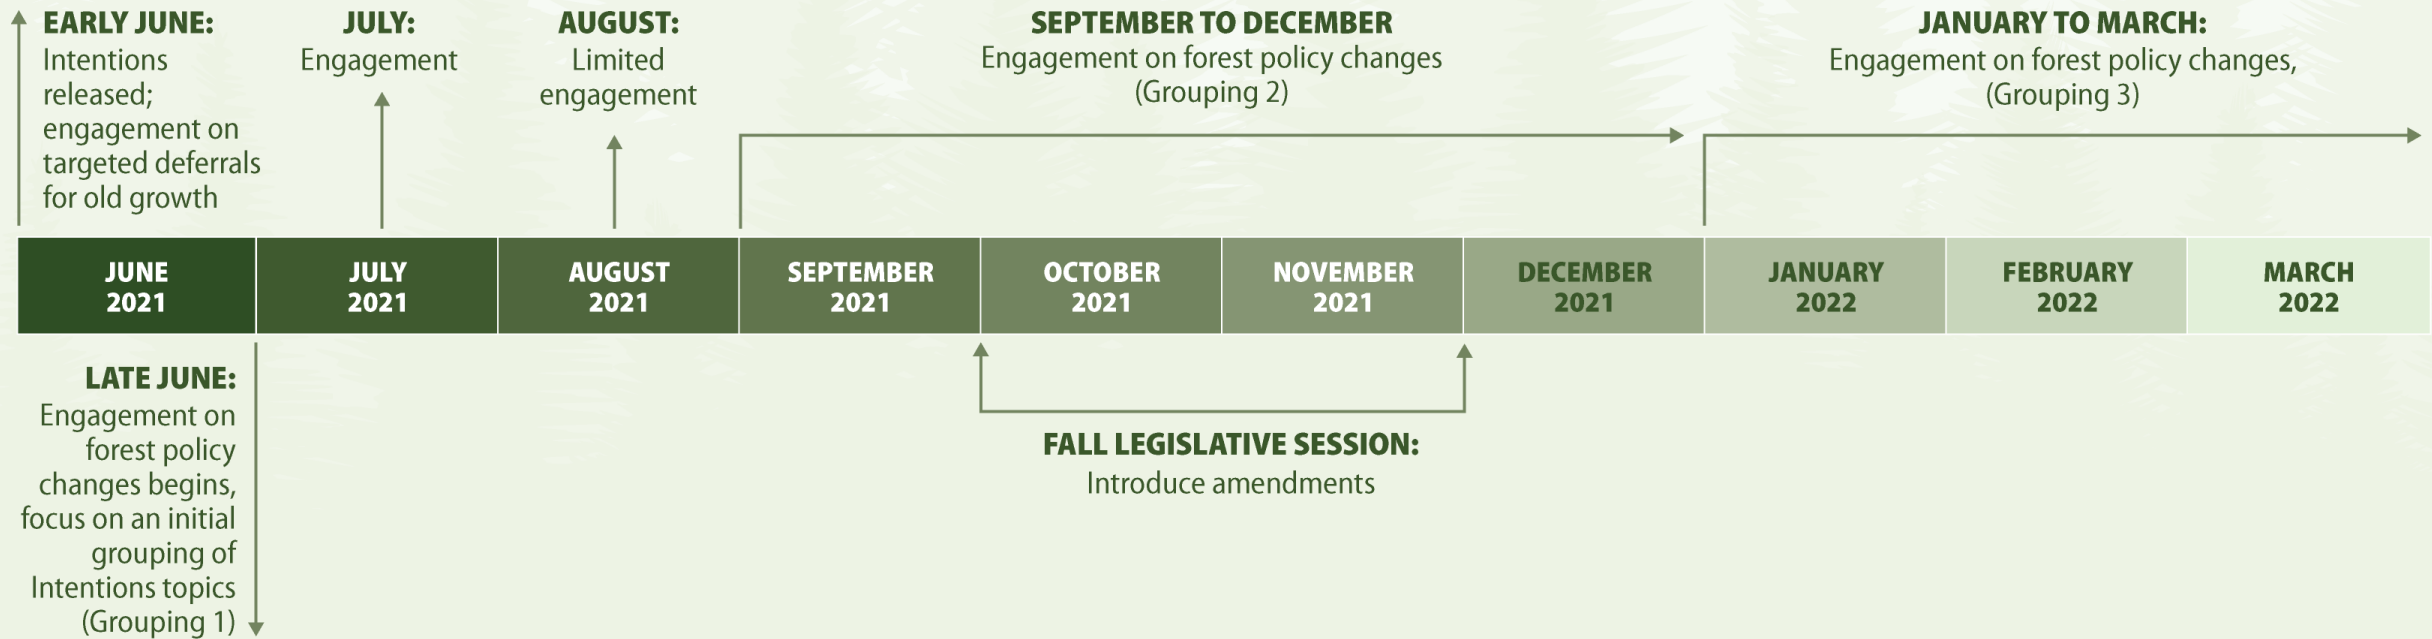 EARLY JUNE:
Intentions
released;
engagement on
targeted deferrals
for old growth
JULY:
Engagement
AUGUST:
Limited
engagement
SEPTEMBER TO DECEMBER
Engagement on forest policy changes
(Grouping 2)
JANUARY TO MARCH:
Engagement on forest policy changes,
(Grouping 3)
JUNE
2021
JULY
2021
AUGUST
2021
SEPTEMBER
2021
OCTOBER
2021
NOVEMBER
2021
DECEMBER
2021
JANUARY
2022
FEBRUARY
2022
MARCH
2022
LATE JUNE:
Engagement on
forest policy
changes begins,
focus on an initial
grouping of
Intentions topics
(Grouping 1)
FALL LEGISLATIVE SESSION:
Introduce amendments